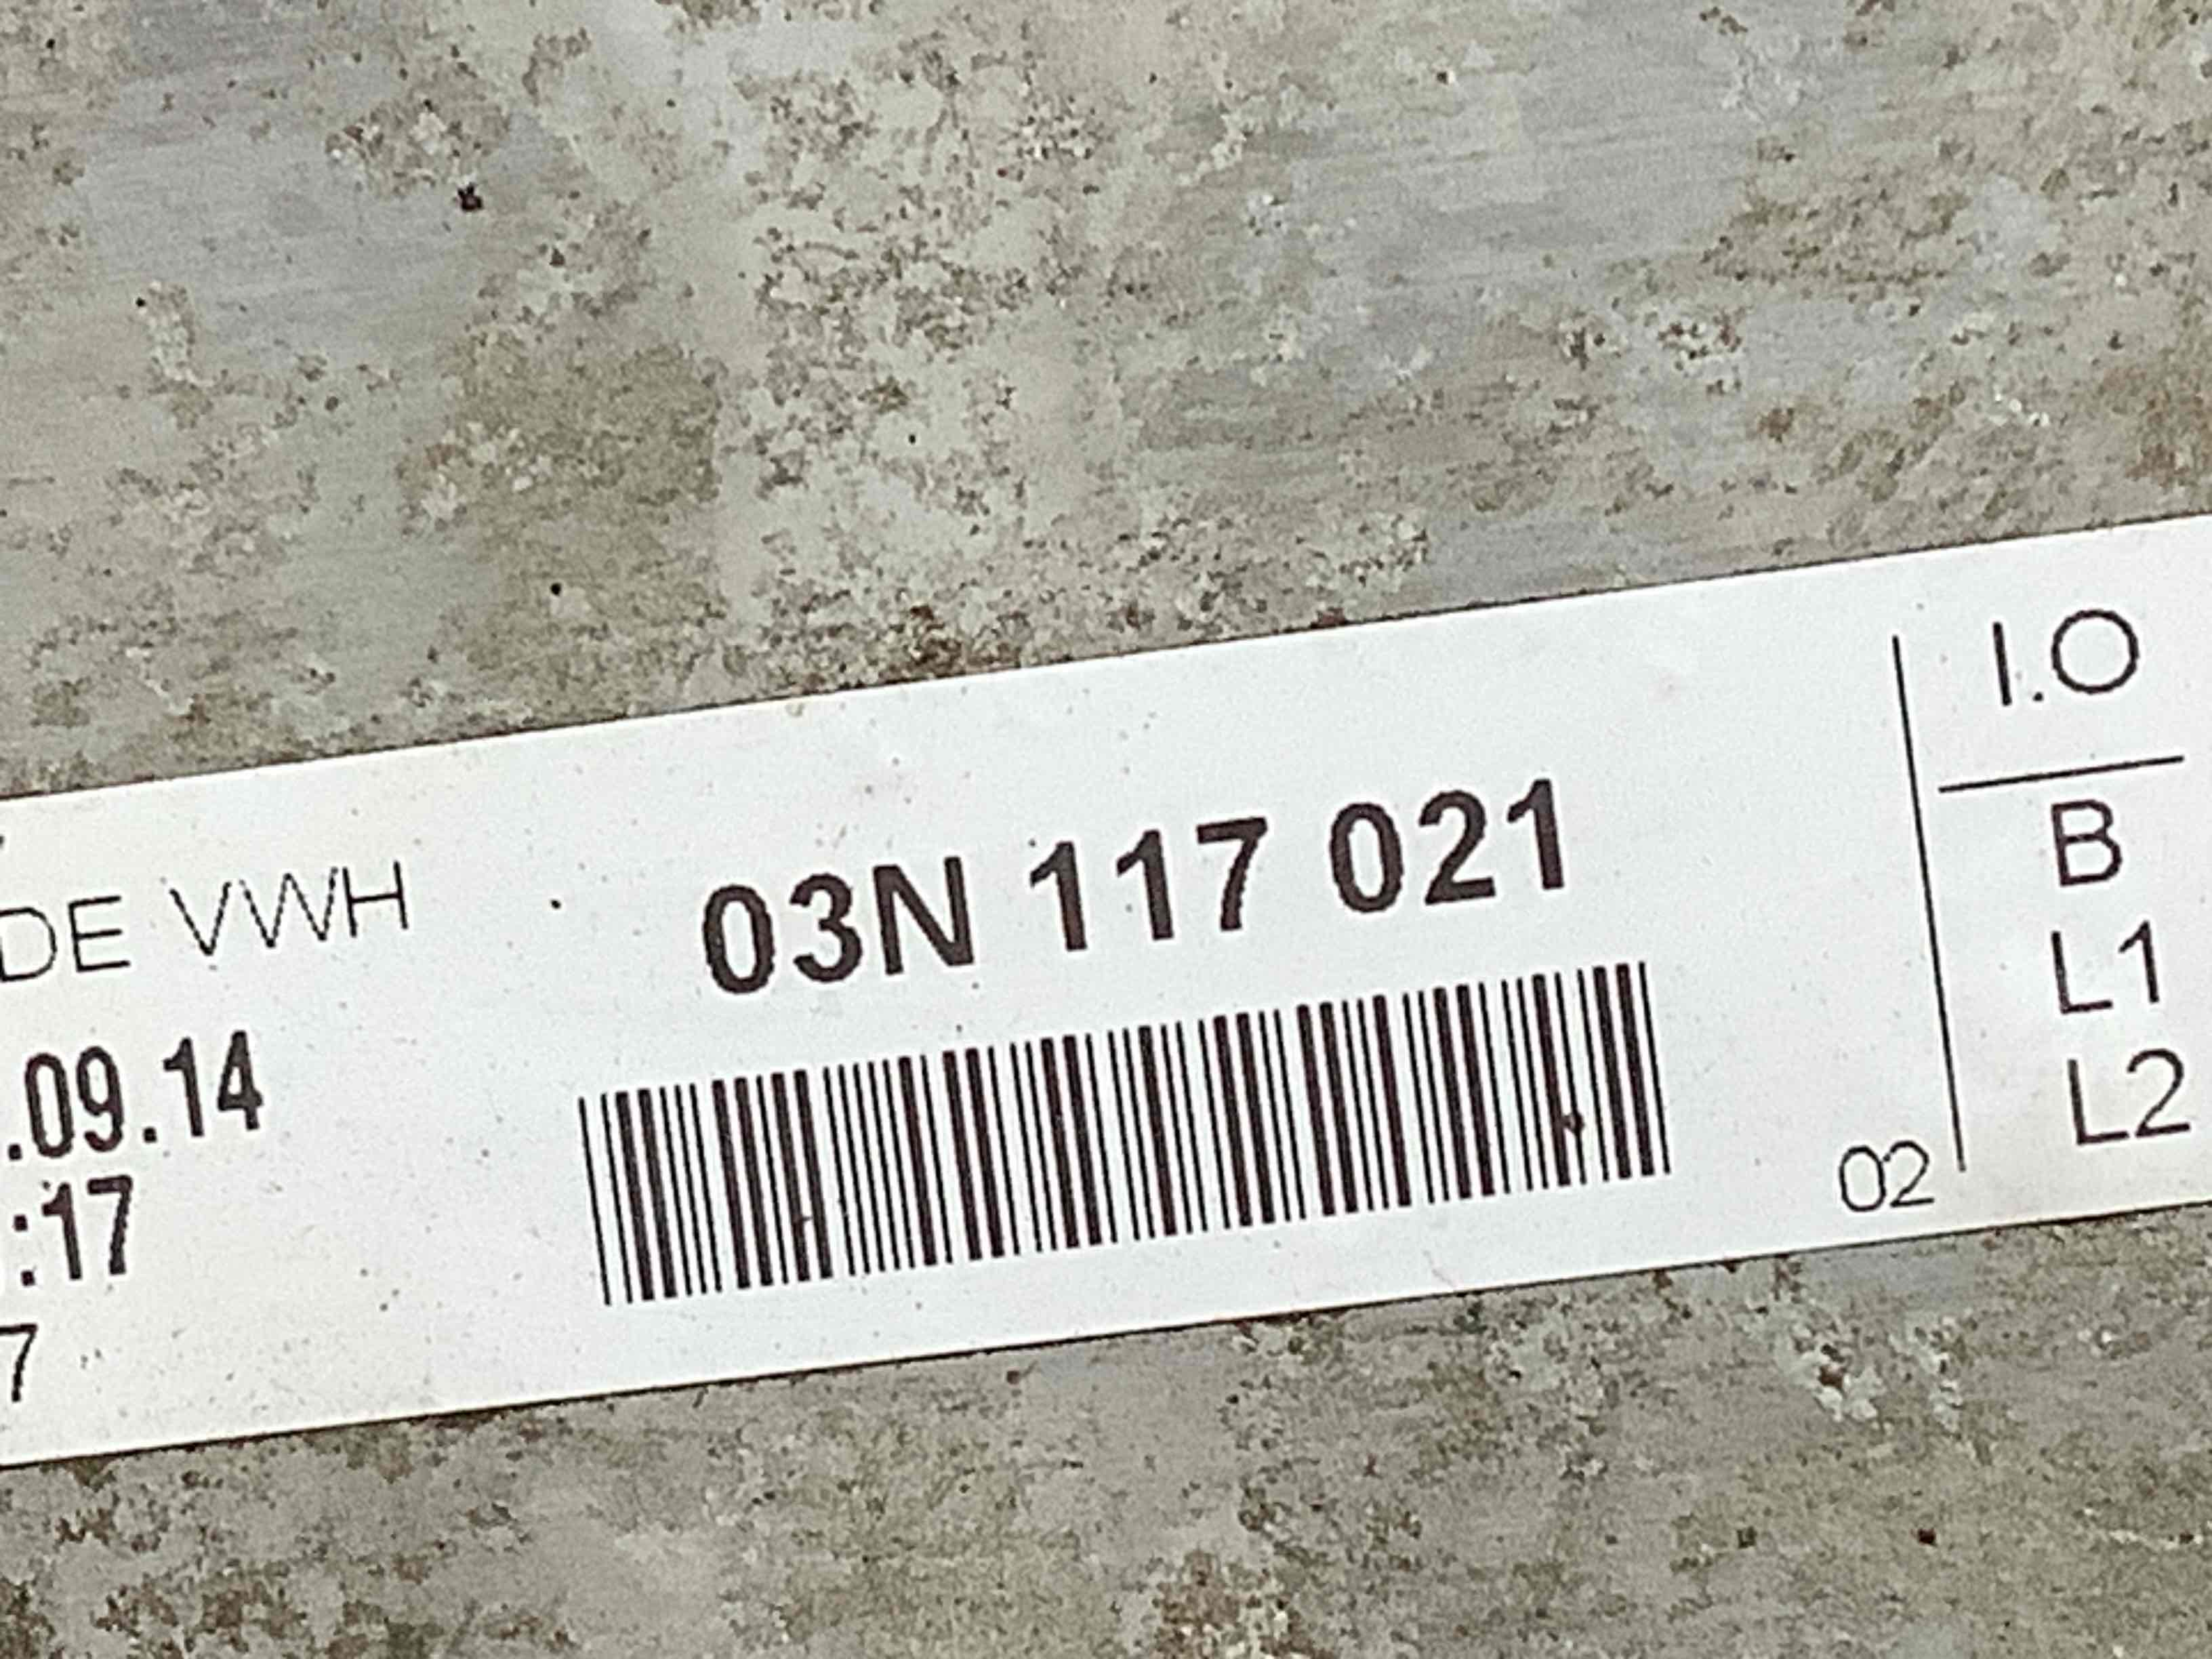 DE VWH
.09.14
:17
7
03N 117 021
02
I.O
B
L1
L2